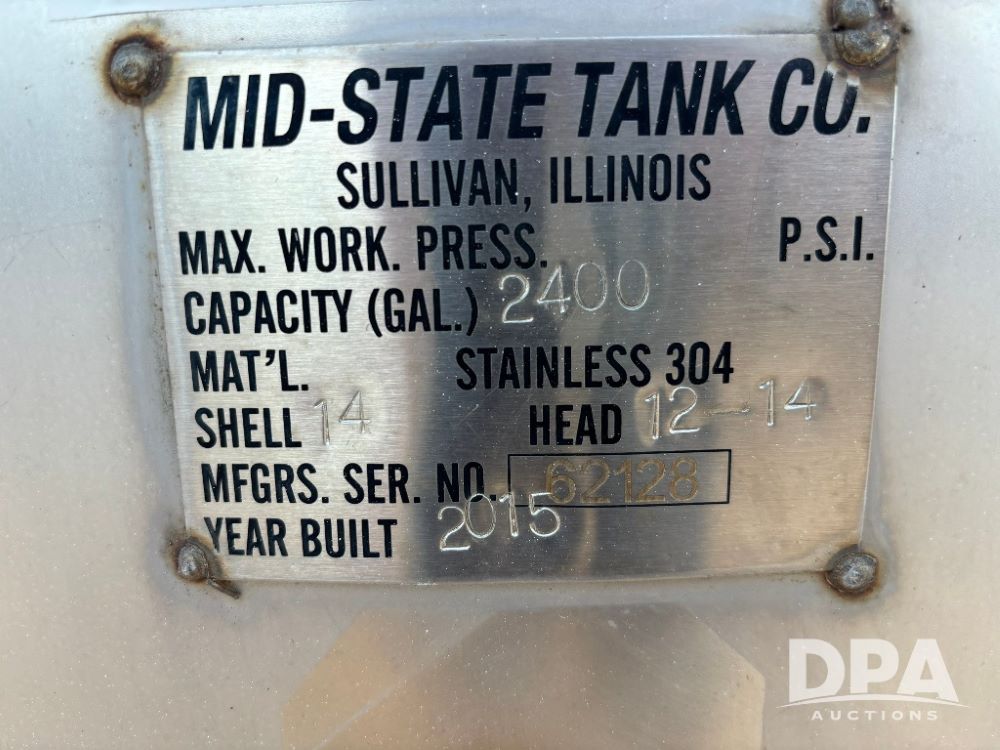 MID-STATE TANK CO.
SULLIVAN, ILLINOIS
MAX. WORK. PRESS. P.S.I.
CAPACITY (GAL.) 2400
MAT'L. STAINLESS 304
SHELL 14 HEAD 12-14
MFGRS. SER. NO. 62128
YEAR BUILT 2015
DPA
AUCTIONS